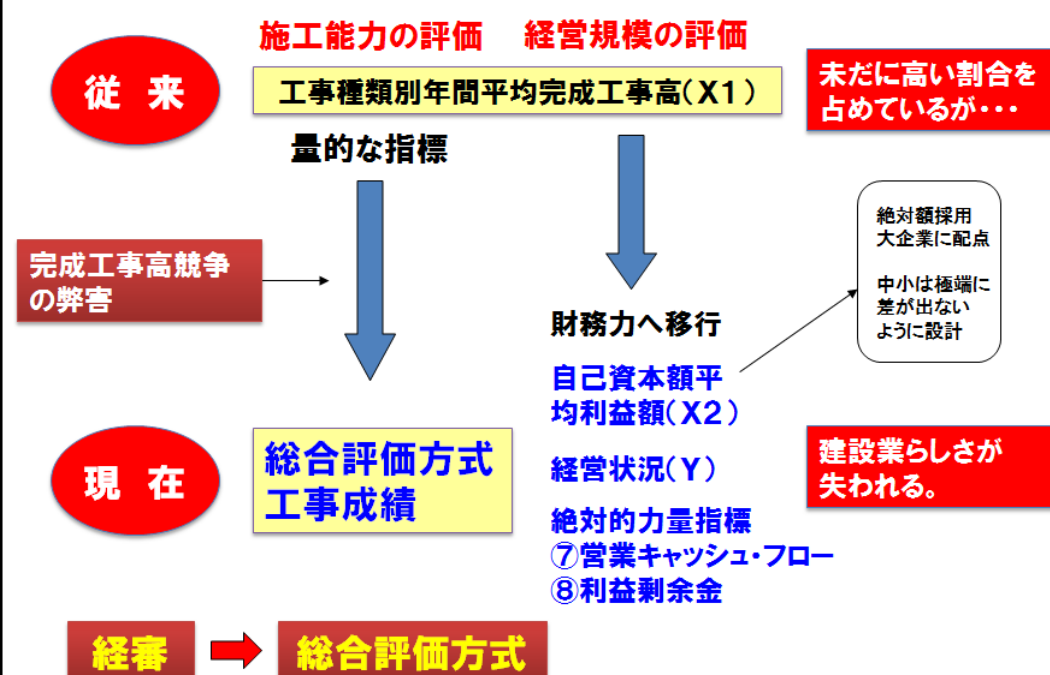 施工能力の評価 経営規模の評価
従 来
工事種類別年間平均完成工事高(X1)
未だに高い割合を
占めているが・・・
量的な指標
絶対額採用
大企業に配点
中小は極端に
差が出ない
ように設計
完成工事高競争
の弊害
財務力へ移行
自己資本額平
均利益額(X2)
現 在
総合評価方式
工事成績
経営状況(Y)
建設業らしさが
失われる。
絶対的力量指標
⑦営業キャッシュ・フロー
⑧利益剰余金
経審
総合評価方式